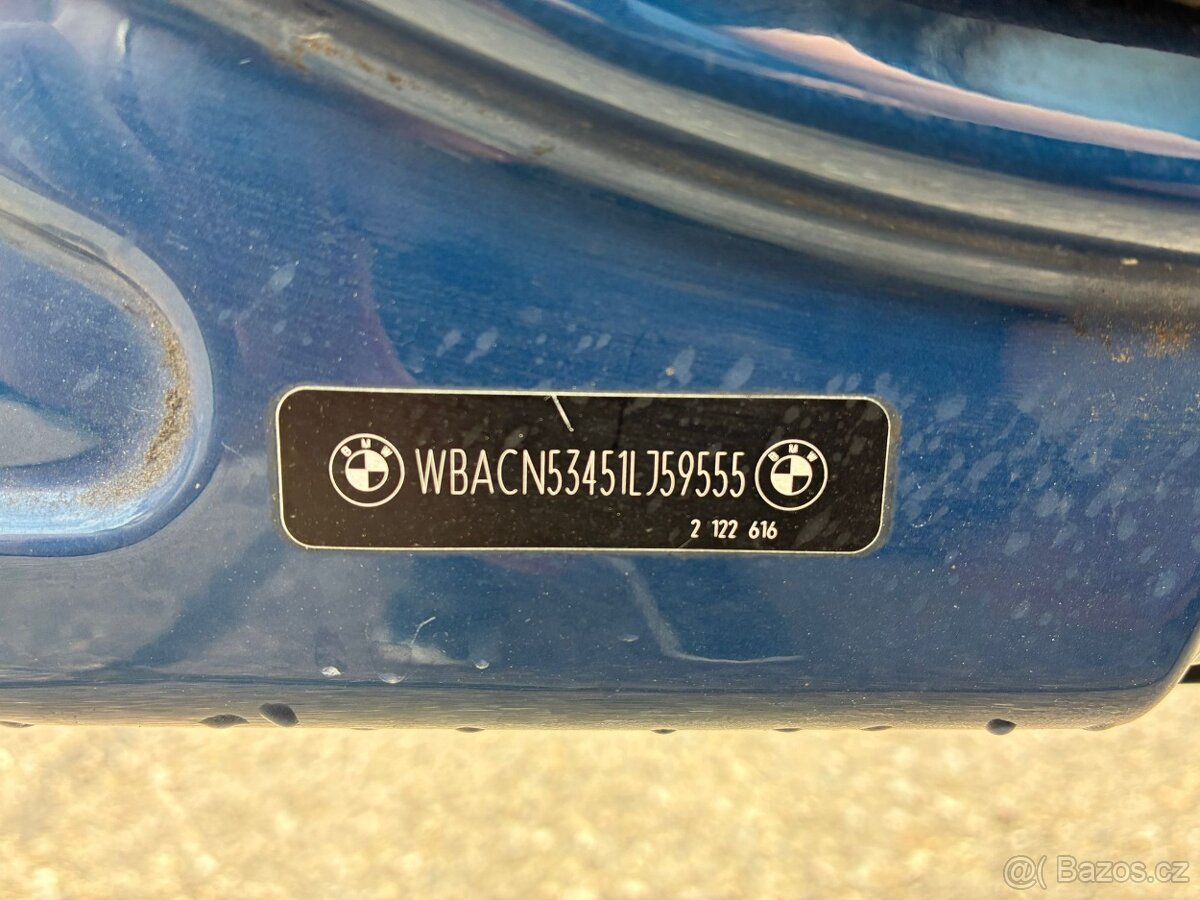 BMW WBACN53451LJ59555 BMW
2 122 616
@( Bazos.cz